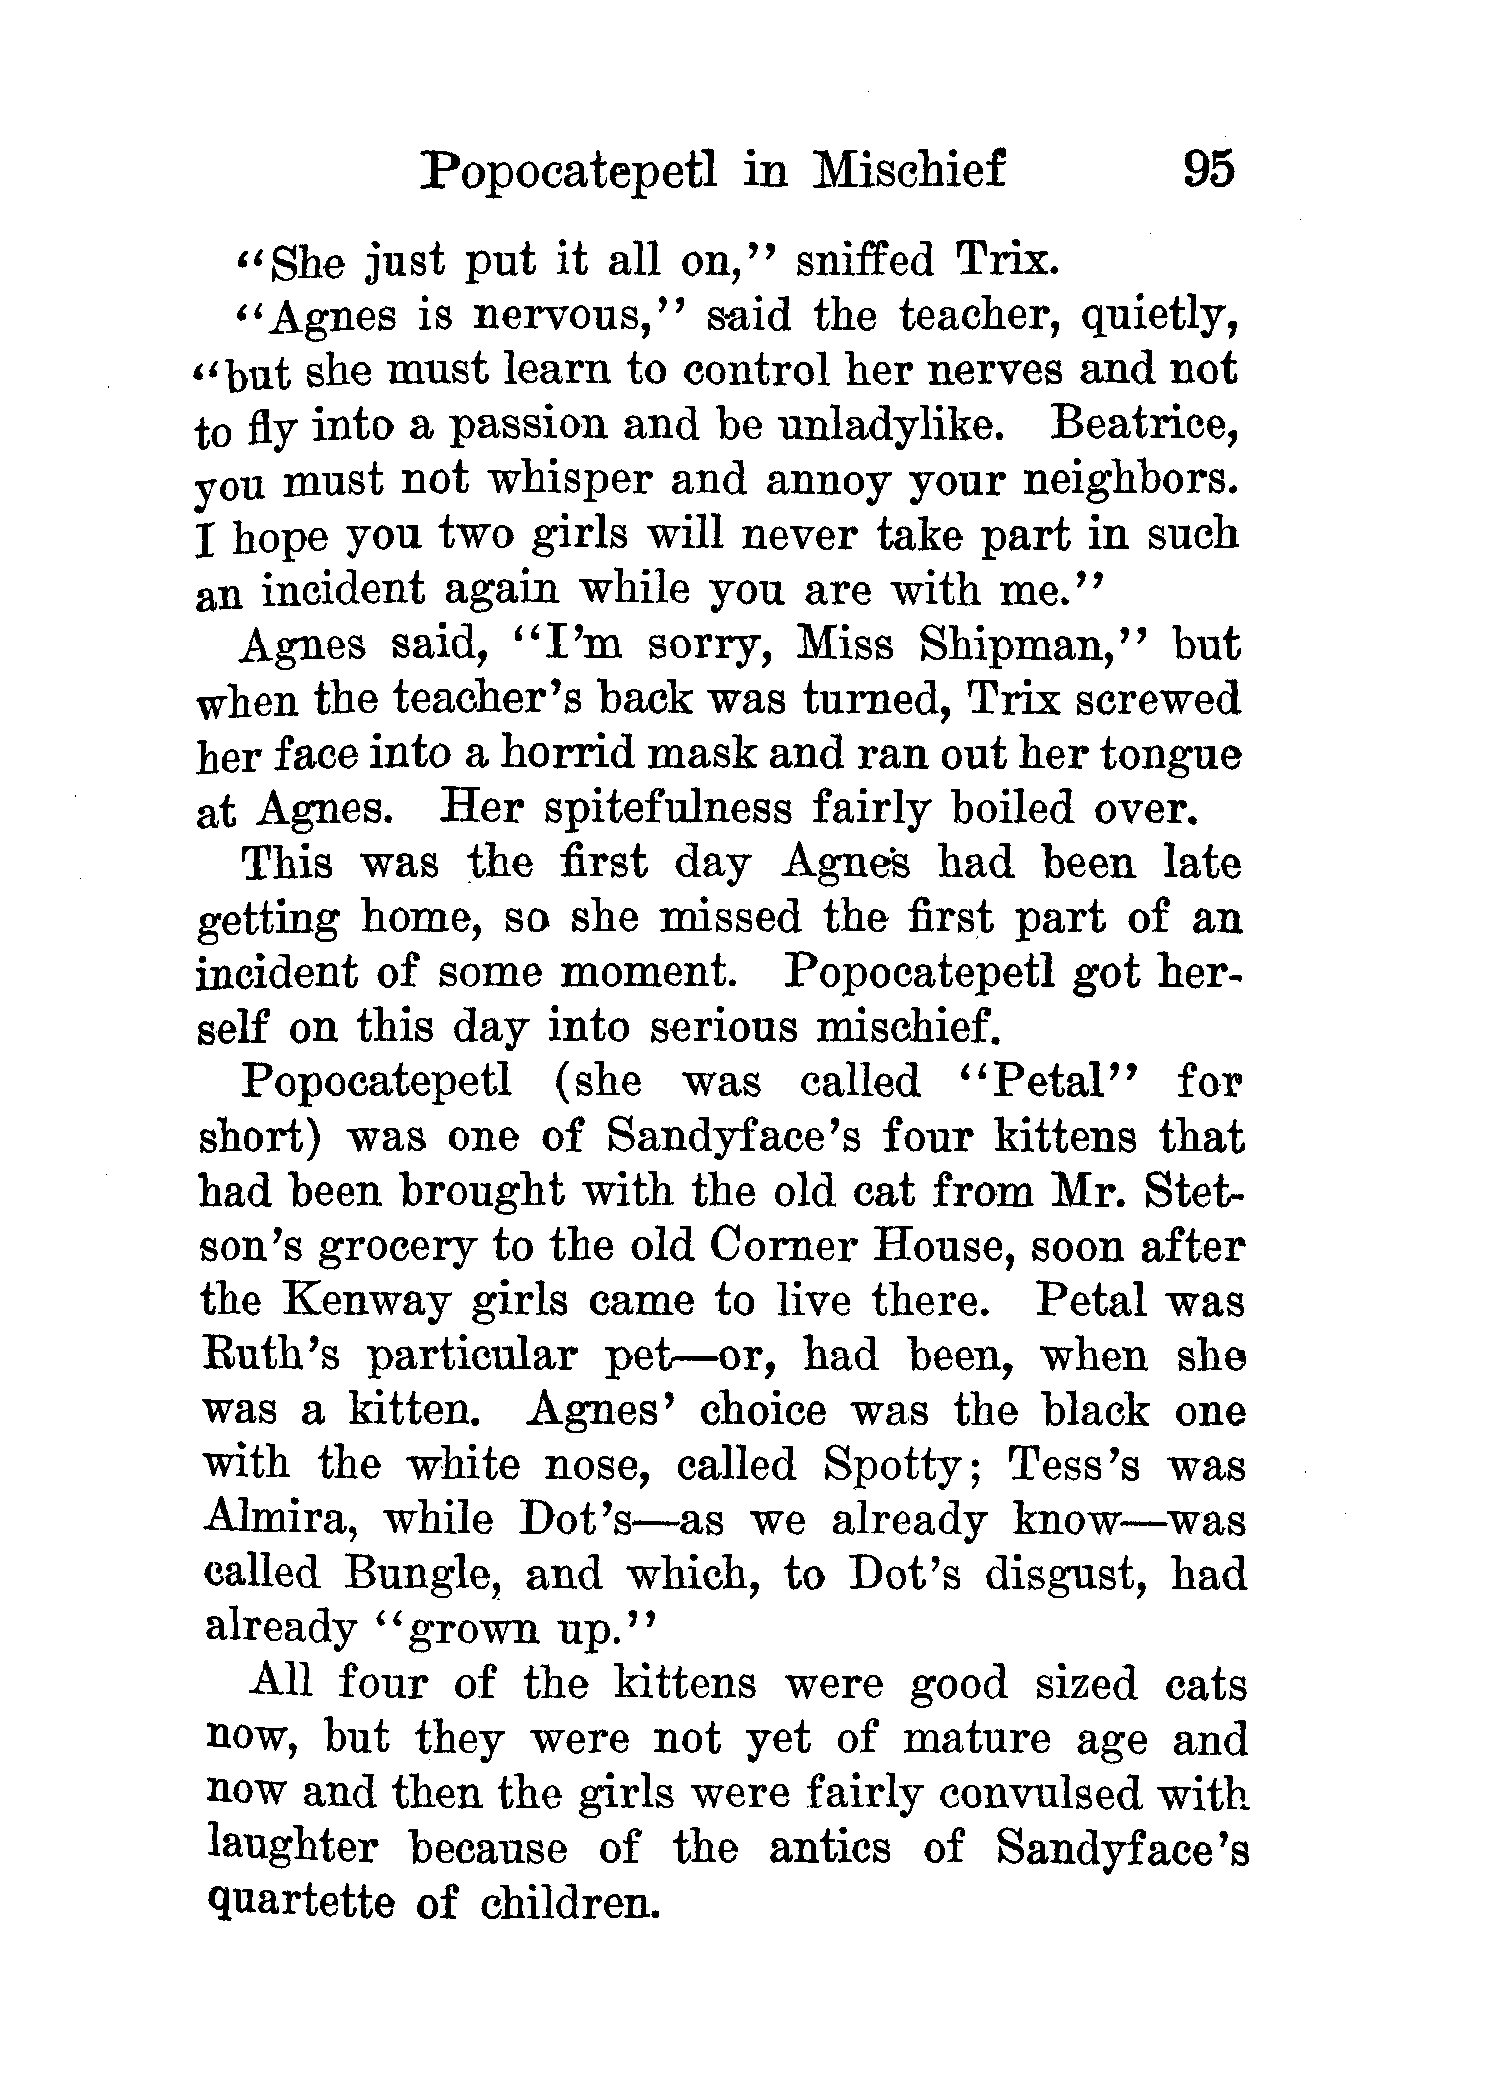 Popocatepetl in Mischief 95
“She just put it all on,” sniffed Trix.
“Agnes is nervous,” said the teacher, quietly,
“but she must learn to control her nerves and not
to fly into a passion and be unladylike. Beatrice,
you must not whisper and annoy your neighbors.
I hope you two girls will never take part in such
an incident again while you are with me.”
Agnes said, “I’m sorry, Miss Shipman,” but
when the teacher’s back was turned, Trix screwed
her face into a horrid mask and ran out her tongue
at Agnes. Her spitefulness fairly boiled over.
This was the first day Agnes had been late
getting home, so she missed the first part of an
incident of some moment. Popocatepetl got her-
self on this day into serious mischief.
Popocatepetl (she was called “Petal” for
short) was one of Sandyface’s four kittens that
had been brought with the old cat from Mr. Stet-
son’s grocery to the old Corner House, soon after
the Kenway girls came to live there. Petal was
Ruth’s particular pet—or, had been, when she
was a kitten. Agnes’ choice was the black one
with the white nose, called Spotty; Tess’s was
Almira, while Dot’s—as we already know—was
called Bungle, and which, to Dot’s disgust, had
already “grown up.”
All four of the kittens were good sized cats
now, but they were not yet of mature age and
now and then the girls were fairly convulsed with
laughter because of the antics of Sandyface’s
quartette of children.